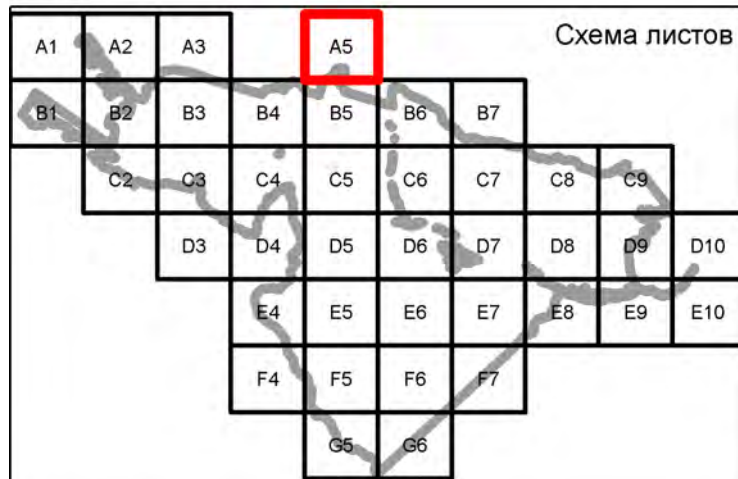 Схема листов
A1 A2 A3 A5
B1 B2 B3 B4 B5 B6 B7
C2 C3 C4 C5 C6 C7 C8 C9
D3 D4 D5 D6 D7 D8 D9 D10
E4 E5 E6 E7 E8 E9 E10
F4 F5 F6 F7
G5 G6